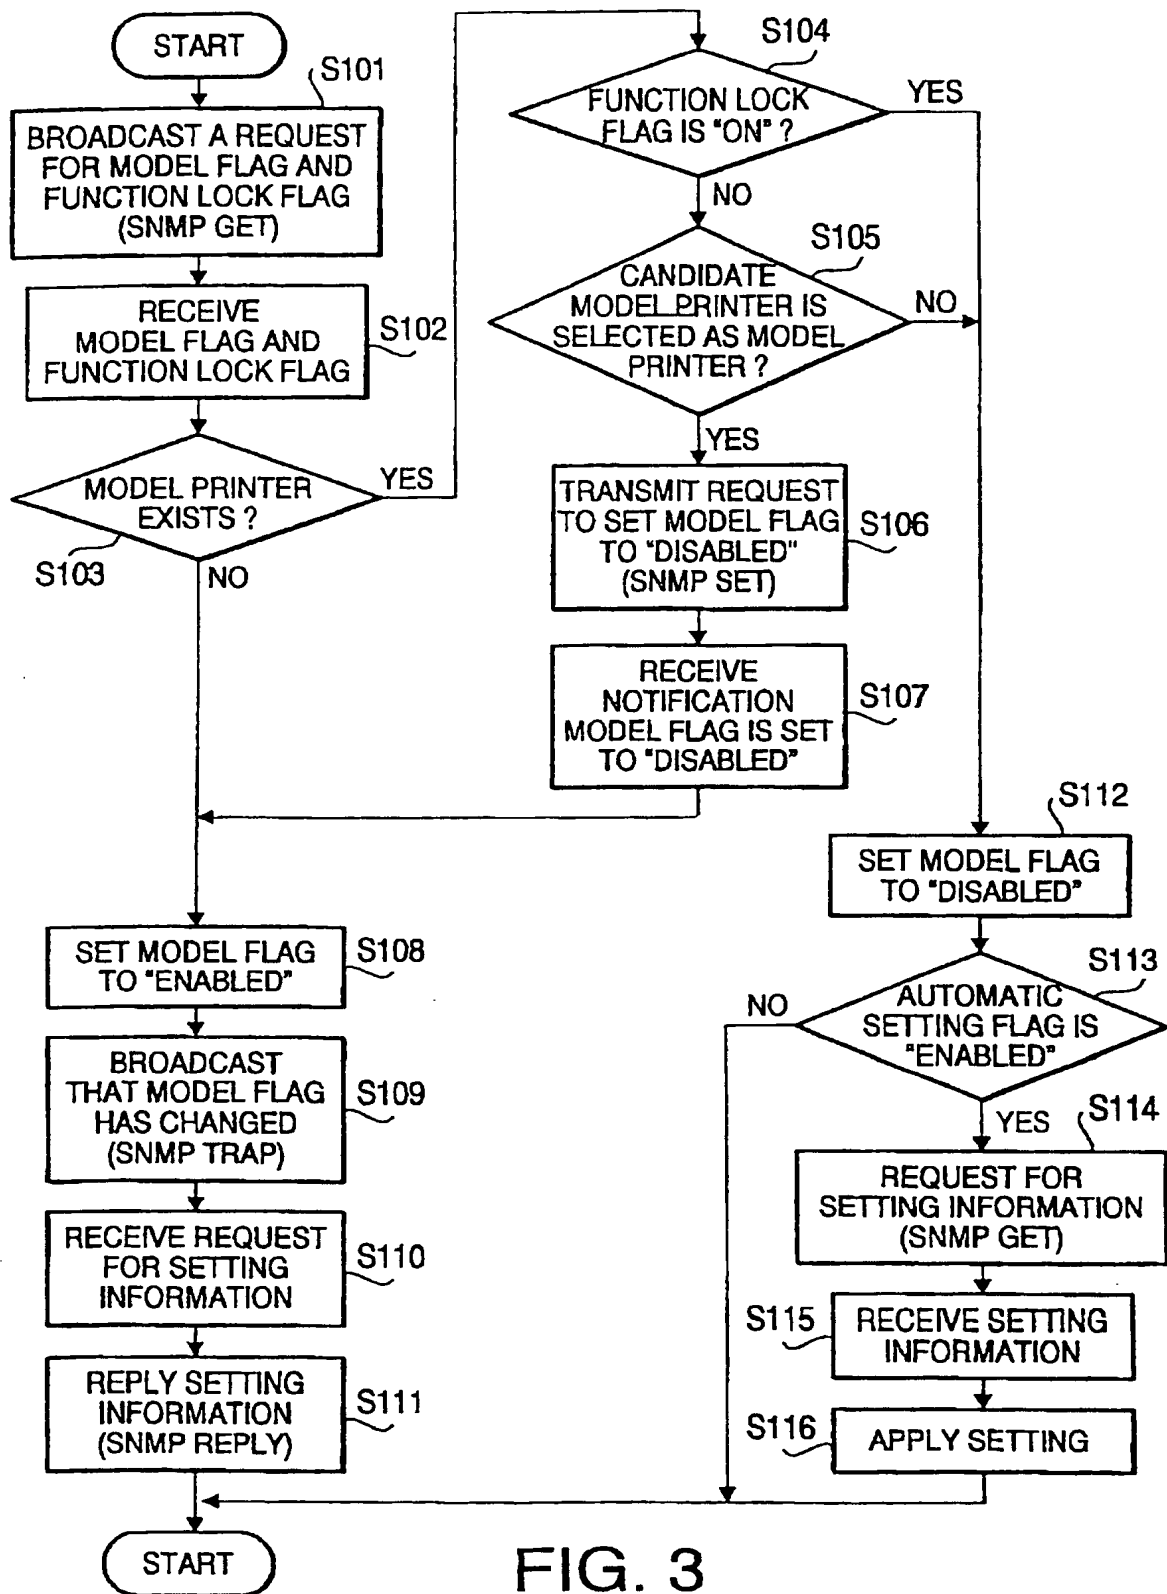 START
S101
BROADCAST A REQUEST
FOR MODEL FLAG AND
FUNCTION LOCK FLAG
(SNMP GET)
RECEIVE
MODEL FLAG AND
FUNCTION LOCK FLAG
S102
MODEL PRINTER
EXISTS ?
YES
S103
NO
S104
FUNCTION LOCK
FLAG IS "ON" ?
YES
NO
S105
CANDIDATE
MODEL PRINTER IS
SELECTED AS MODEL
PRINTER ?
NO
YES
TRANSMIT REQUEST
TO SET MODEL FLAG
TO "DISABLED"
(SNMP SET)
S106
RECEIVE
NOTIFICATION
MODEL FLAG IS SET
TO "DISABLED"
S107
SET MODEL FLAG
TO "ENABLED"
S108
BROADCAST
THAT MODEL FLAG
HAS CHANGED
(SNMP TRAP)
S109
RECEIVE REQUEST
FOR SETTING
INFORMATION
S110
REPLY SETTING
INFORMATION
(SNMP REPLY)
S111
START
S112
SET MODEL FLAG
TO "DISABLED"
S113
AUTOMATIC
SETTING FLAG IS
"ENABLED"
NO
YES
S114
REQUEST FOR
SETTING INFORMATION
(SNMP GET)
S115
RECEIVE SETTING
INFORMATION
S116
APPLY SETTING
FIG. 3